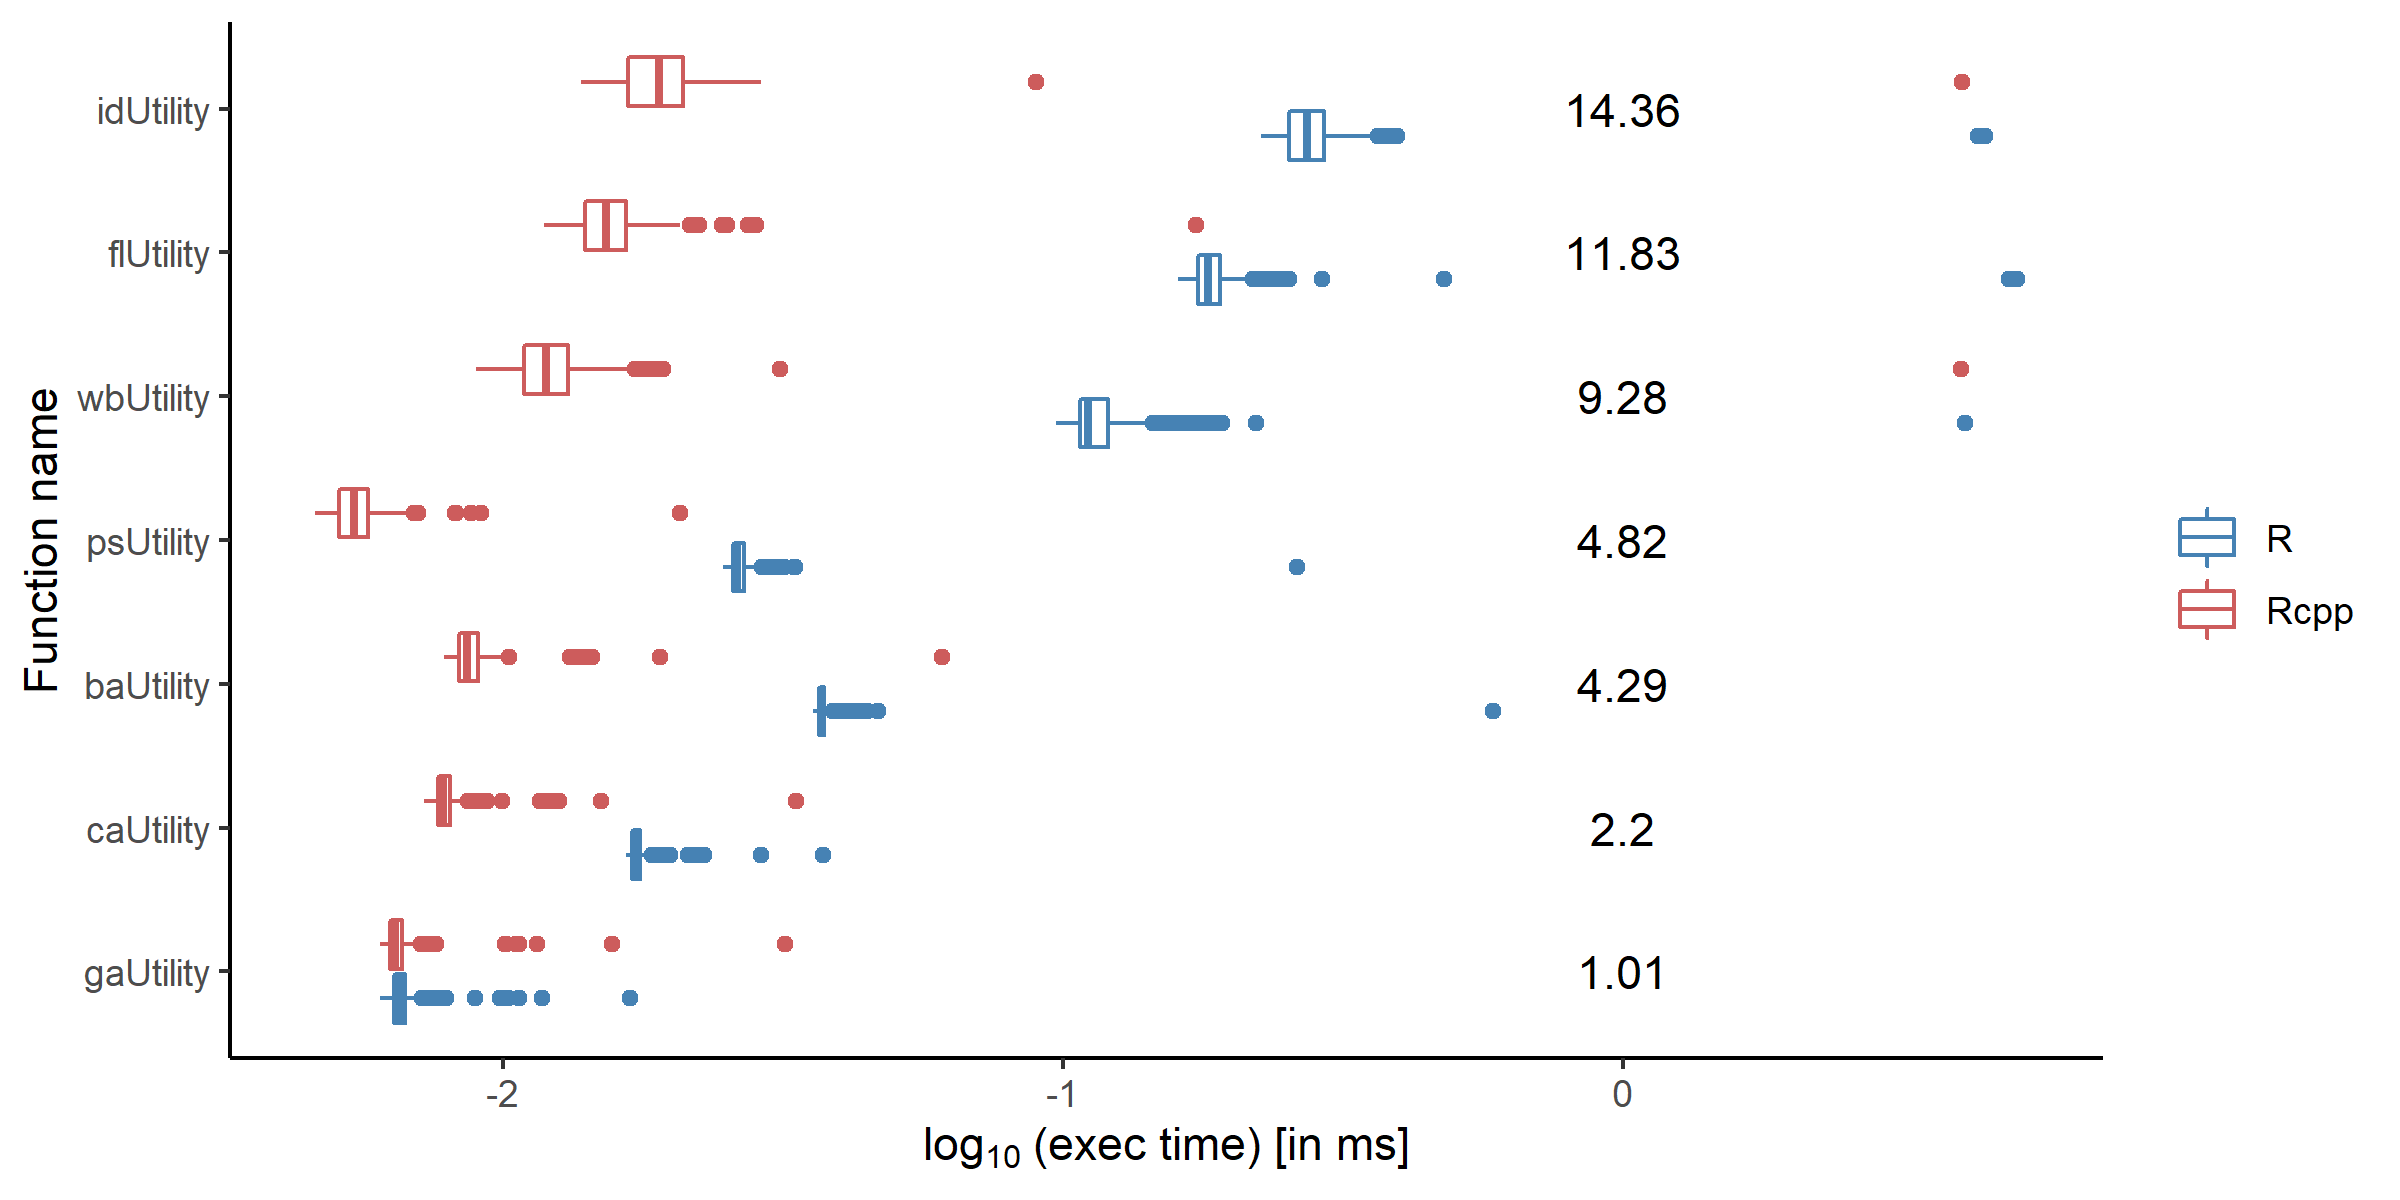 Function name
idUtility
14.36
flUtility
11.83
wbUtility
9.28
psUtility
4.82
baUtility
4.29
caUtility
2.2
gaUtility
1.01
R
Rcpp
-2 -1 0
log₁₀ (exec time) [in ms]